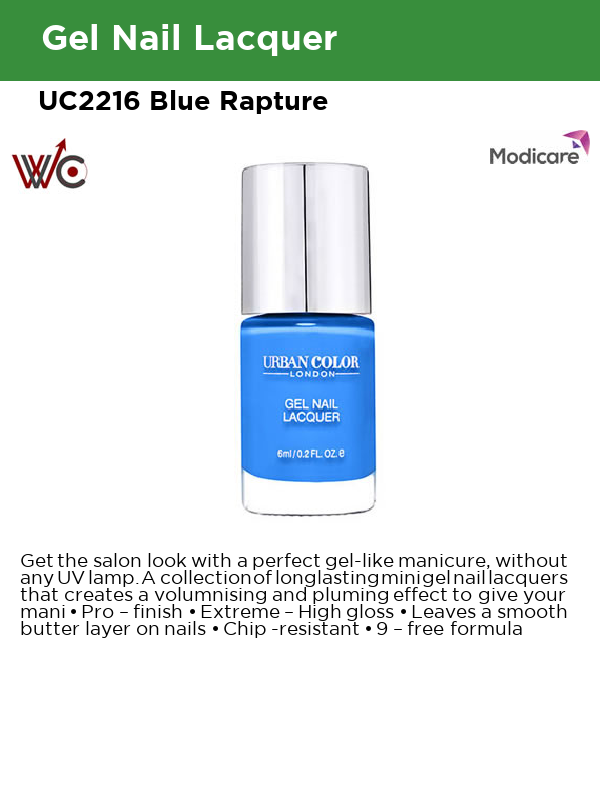 Gel Nail Lacquer
UC2216 Blue Rapture
WC
Modicare
URBAN COLOR
LONDON
GEL NAIL
LACQUER
6ml/0.2 FL. OZ. e
Get the salon look with a perfect gel-like manicure, without
any UV lamp. A collection of longlasting mini gel nail lacquers
that creates a volumnising and pluming effect to give your
mani • Pro – finish • Extreme – High gloss • Leaves a smooth
butter layer on nails • Chip -resistant • 9 – free formula